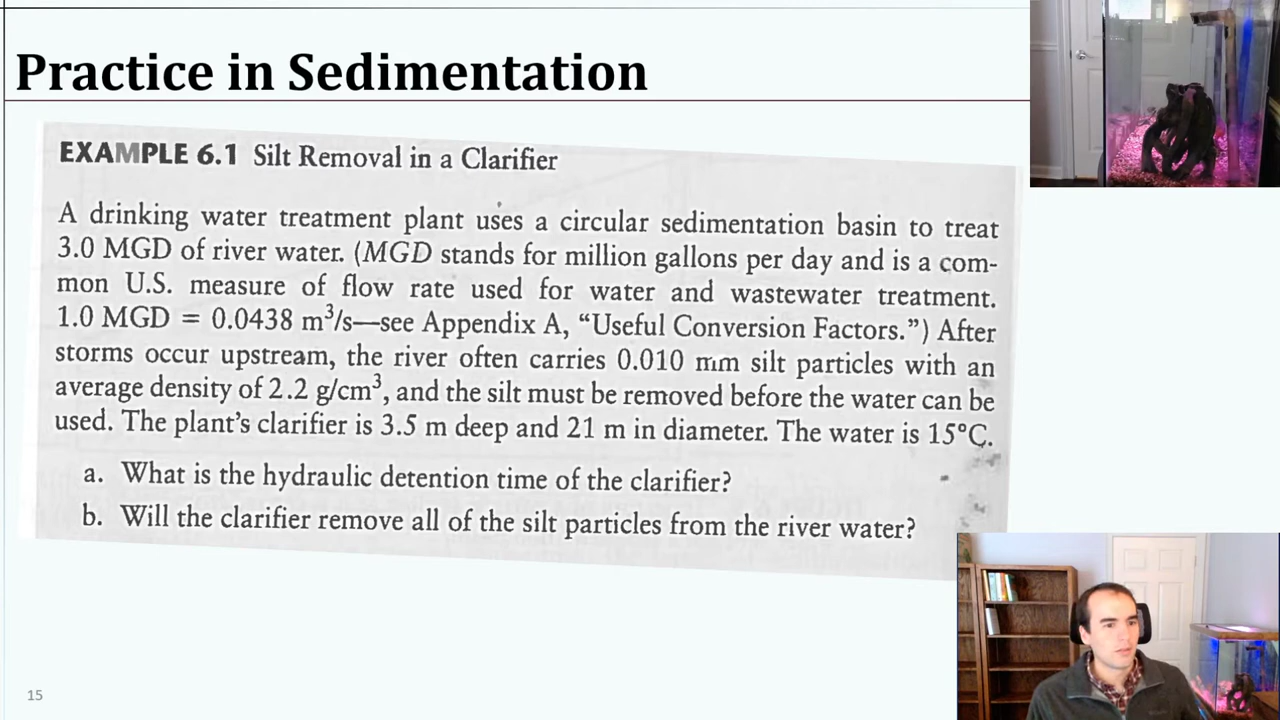 Practice in Sedimentation
EXAMPLE 6.1 Silt Removal in a Clarifier
A drinking water treatment plant uses a circular sedimentation basin to treat
3.0 MGD of river water. (MGD stands for million gallons per day and is a com-
mon U.S. measure of flow rate used for water and wastewater treatment.
1.0 MGD = 0.0438 m³/s—see Appendix A, “Useful Conversion Factors.”) After
storms occur upstream, the river often carries 0.010 mm silt particles with an
average density of 2.2 g/cm³, and the silt must be removed before the water can be
used. The plant’s clarifier is 3.5 m deep and 21 m in diameter. The water is 15°C.
a. What is the hydraulic detention time of the clarifier?
b. Will the clarifier remove all of the silt particles from the river water?
15